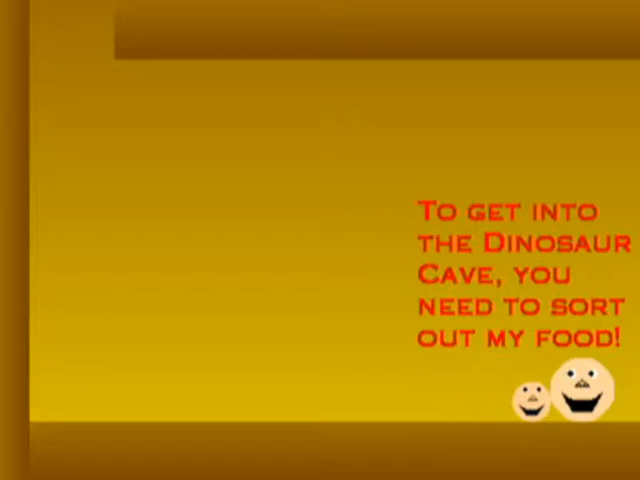 To get into
the Dinosaur
Cave, you
need to sort
out my food!